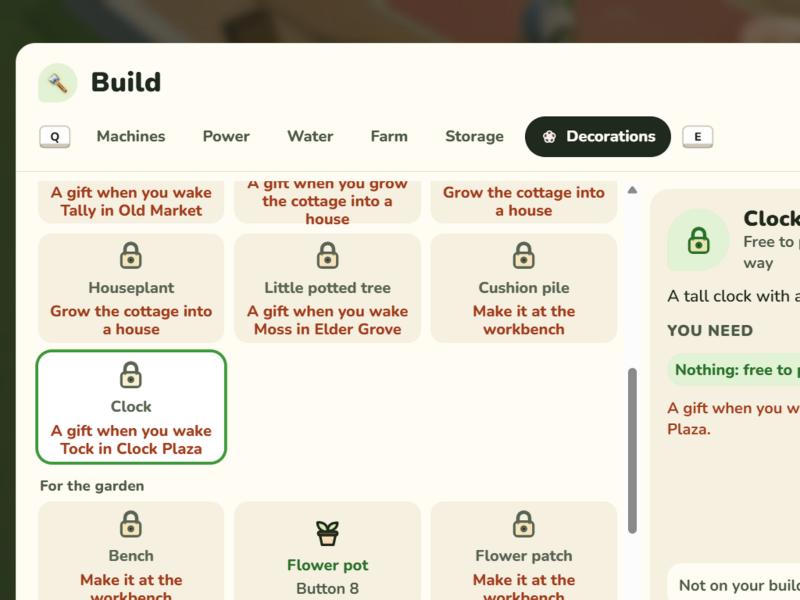 Build
Q Machines Power Water Farm Storage Decorations E
A gift when you wake
Tally in Old Market
A gift when you grow
the cottage into a
house
Grow the cottage into
a house
Houseplant
Grow the cottage into
a house
Little potted tree
A gift when you wake
Moss in Elder Grove
Cushion pile
Make it at the
workbench
Clock
A gift when you wake
Tock in Clock Plaza
For the garden
Bench
Make it at the
workbench
Flower pot
Button 8
Flower patch
Make it at the
workbench
Clock
Free to p
way
A tall clock with a
YOU NEED
Nothing: free to p
A gift when you w
Plaza.
Not on your build